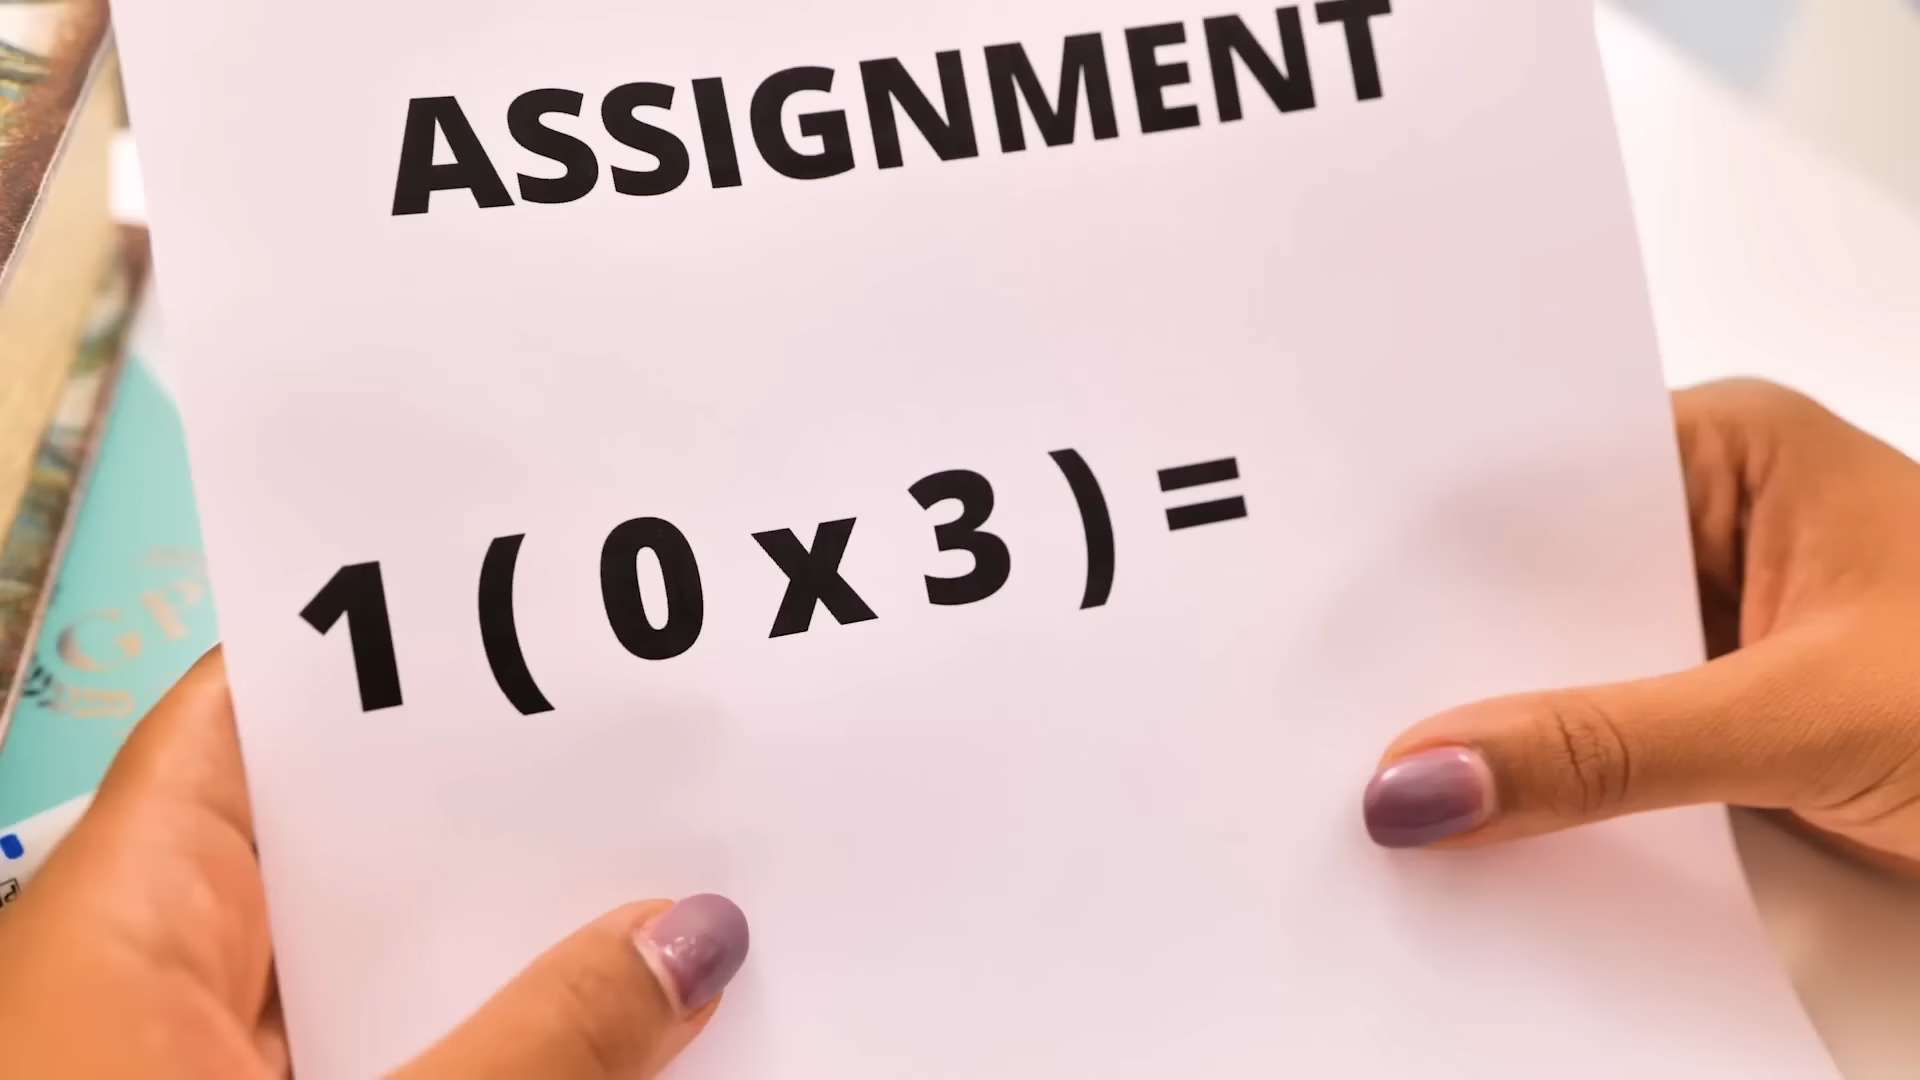 ASSIGNMENT
1 ( 0 x 3 ) =